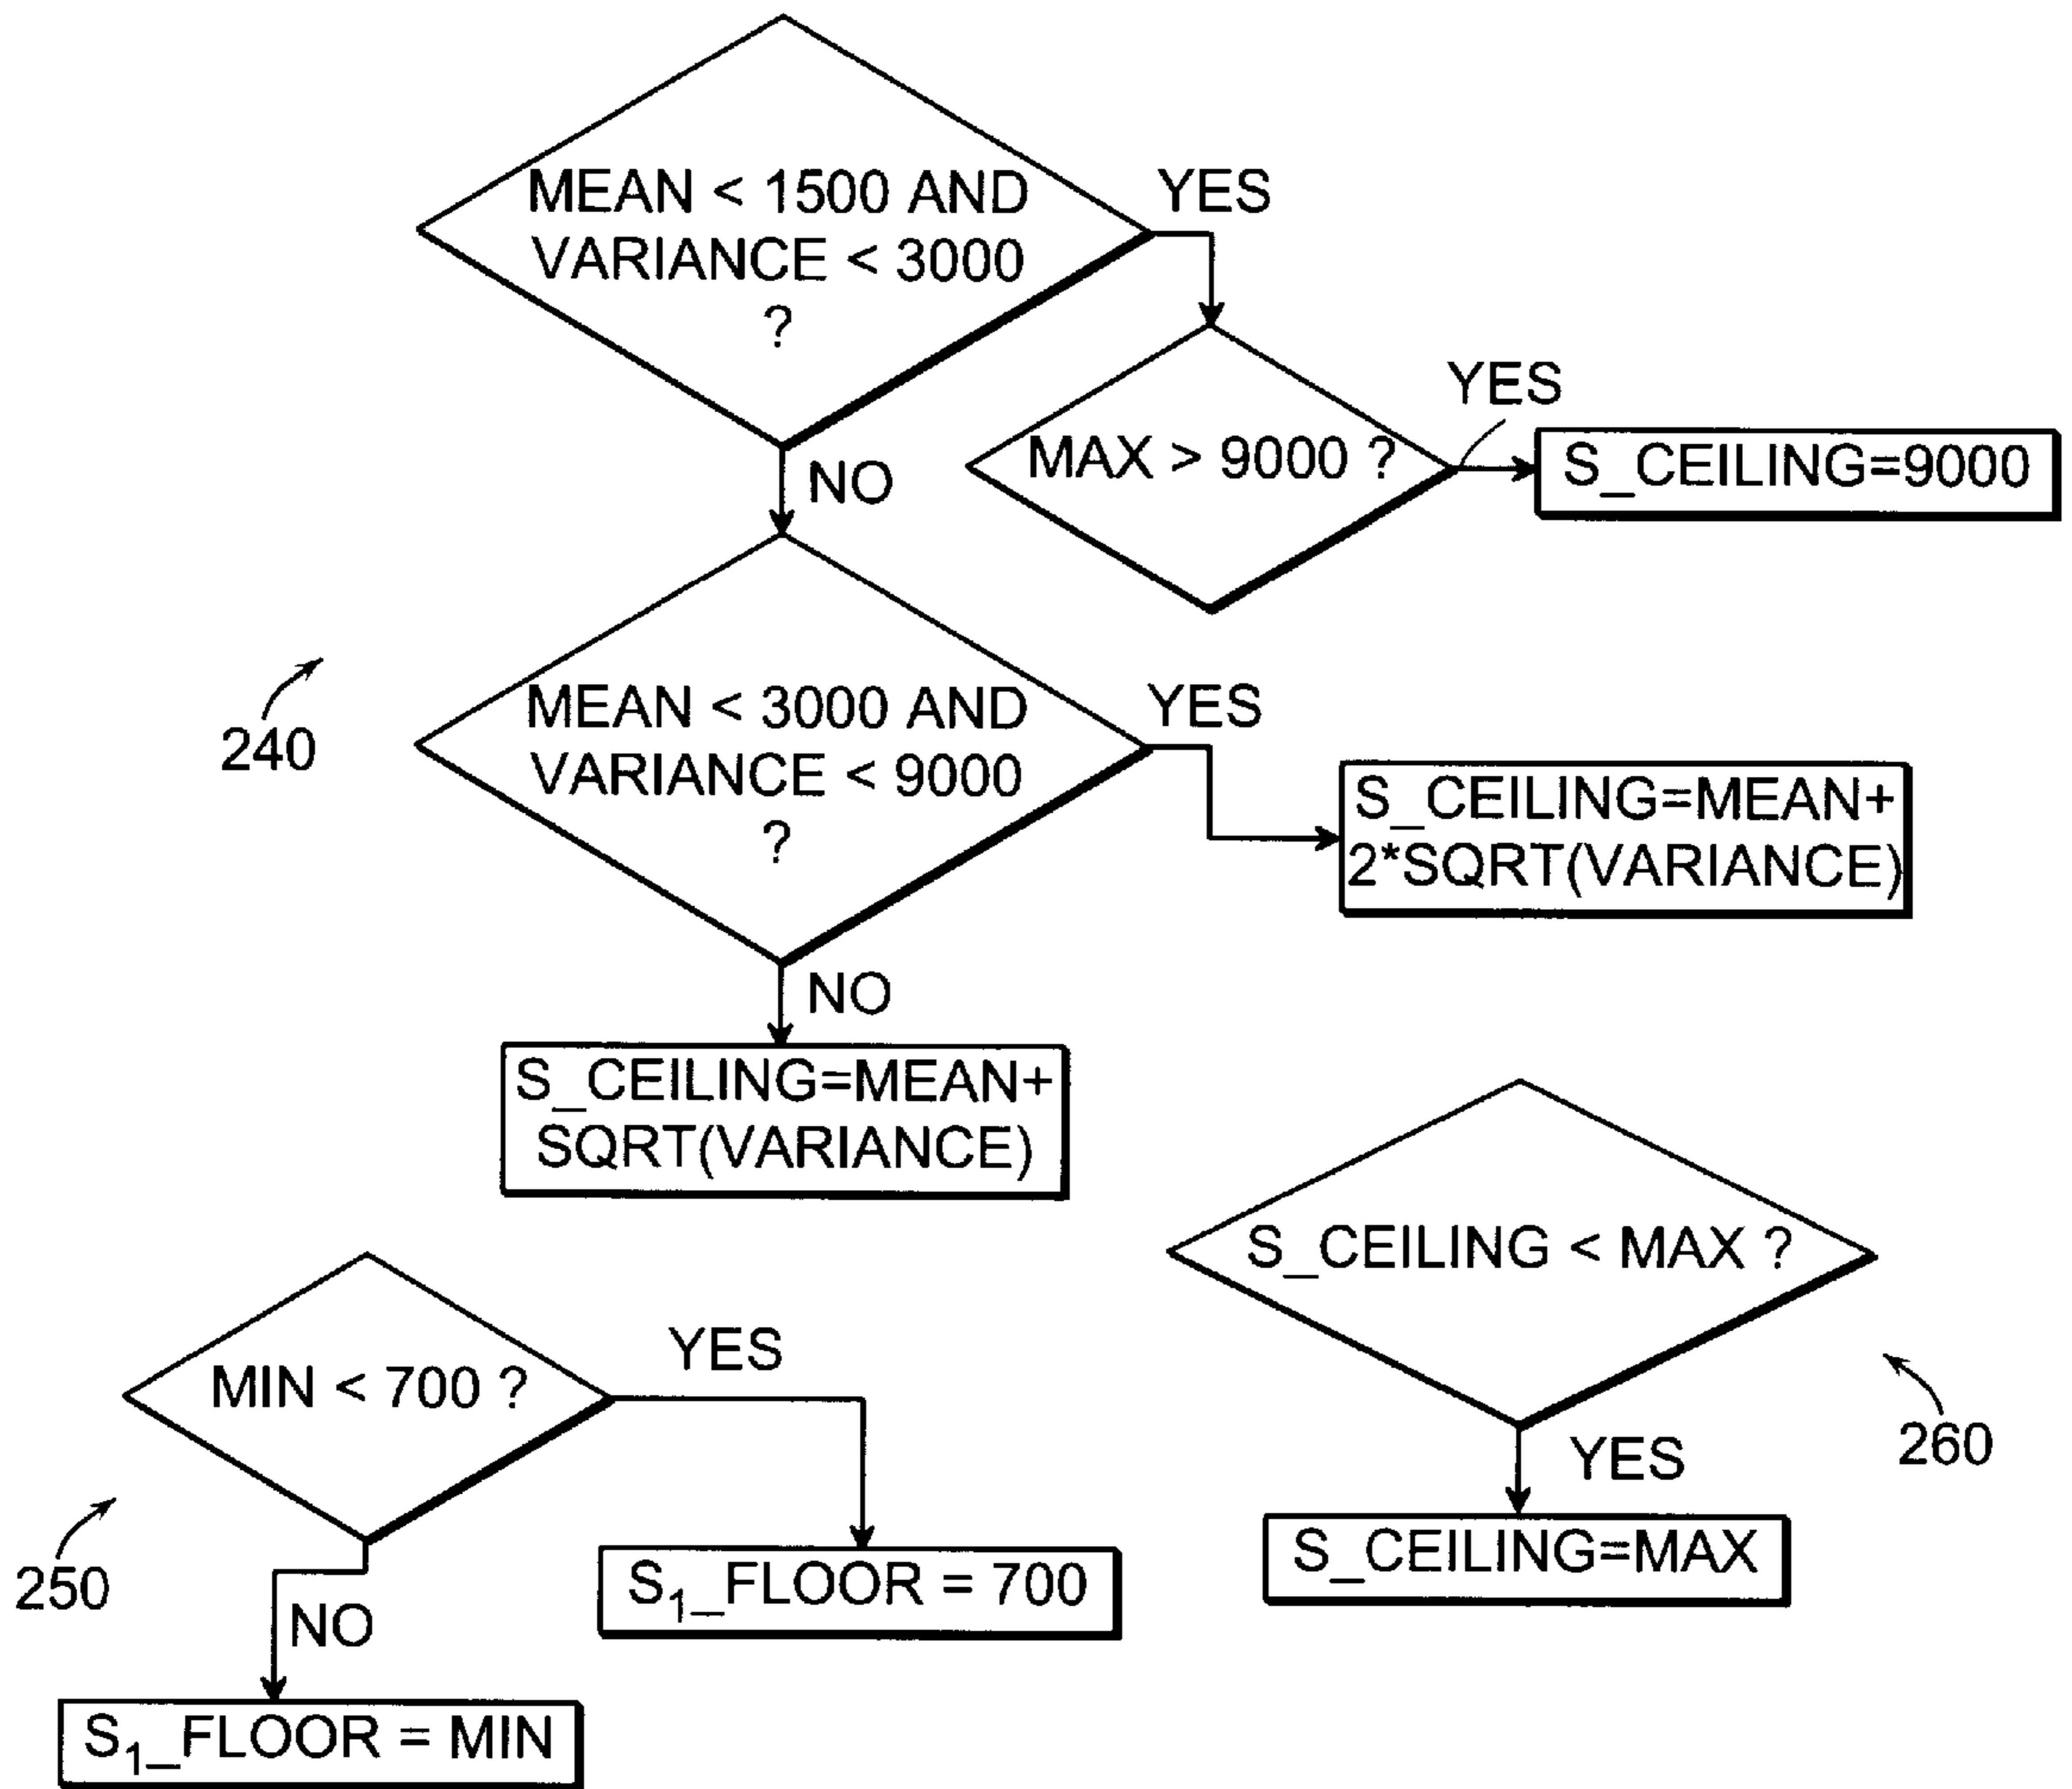 MEAN < 1500 AND
VARIANCE < 3000
?
YES
NO
MAX > 9000 ?
YES
S_CEILING=9000
240
MEAN < 3000 AND
VARIANCE < 9000
?
YES
S_CEILING=MEAN+
2*SQRT(VARIANCE)
NO
S_CEILING=MEAN+
SQRT(VARIANCE)
S_CEILING < MAX ?
YES
260
S_CEILING=MAX
MIN < 700 ?
YES
250
NO
S₁_FLOOR = 700
S₁_FLOOR = MIN